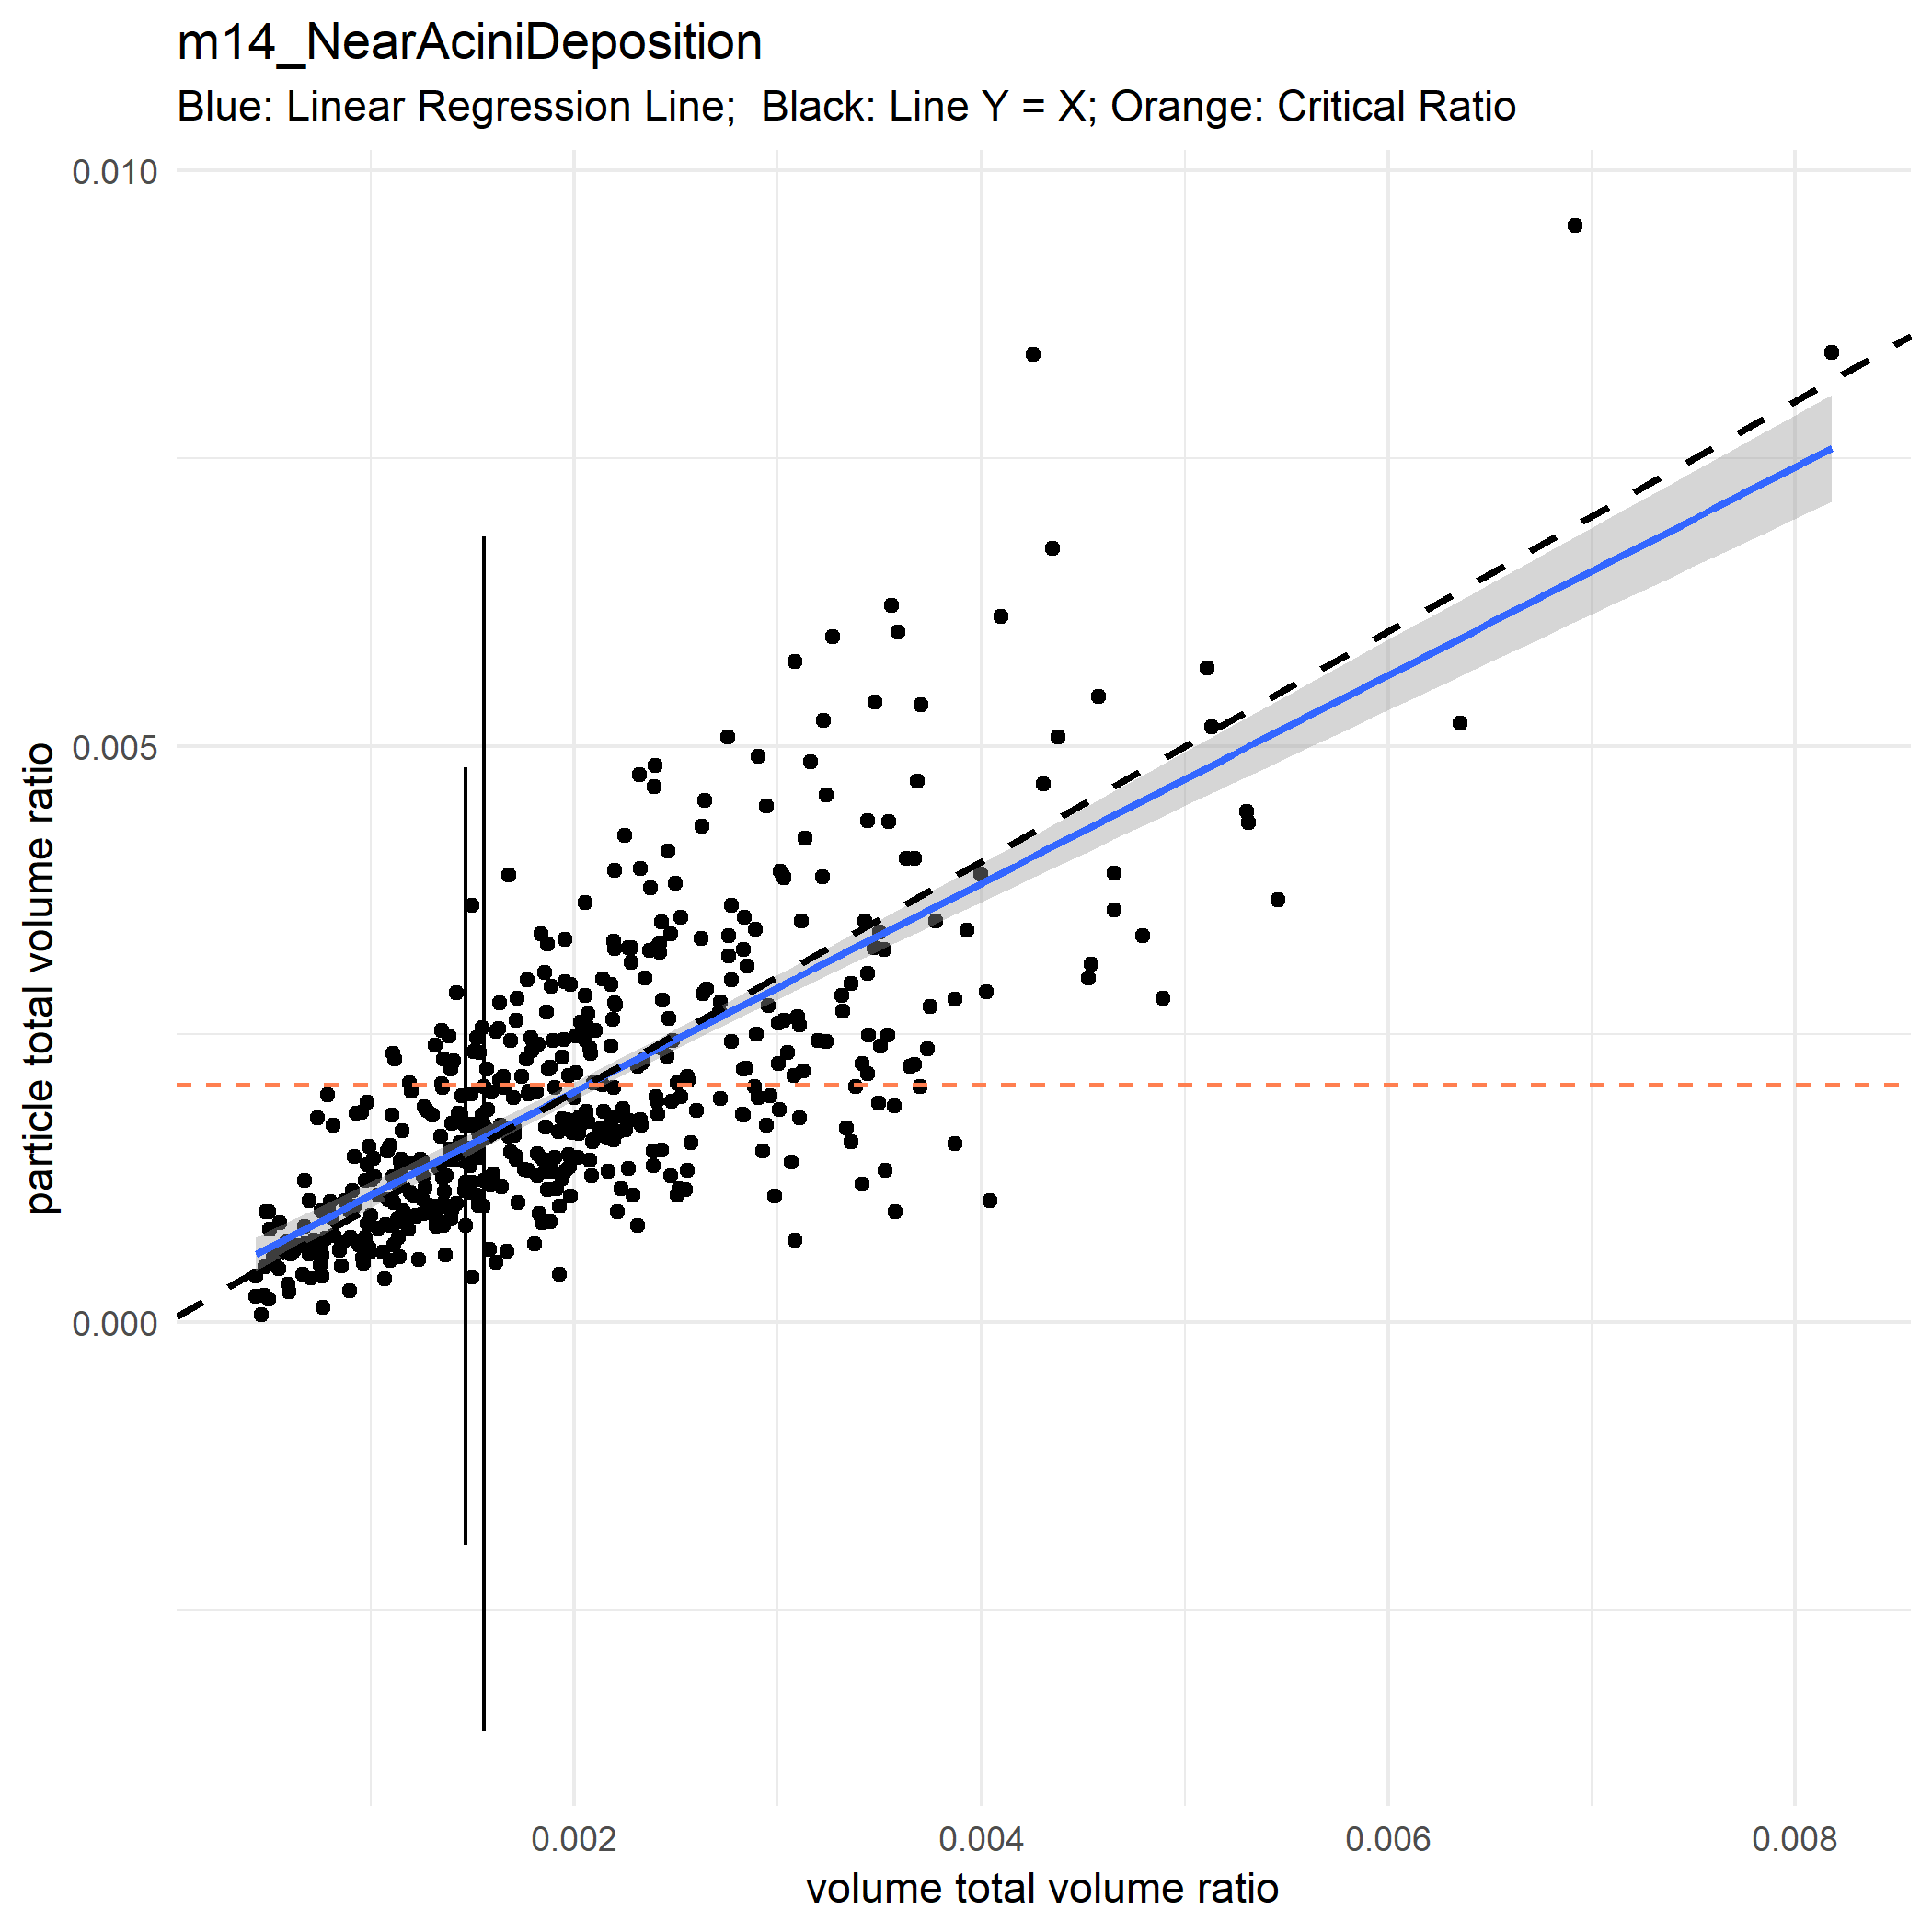 m14_NearAciniDeposition
Blue: Linear Regression Line;  Black: Line Y = X; Orange: Critical Ratio
0.010
0.005
0.000
particle total volume ratio
0.002
0.004
0.006
0.008
volume total volume ratio